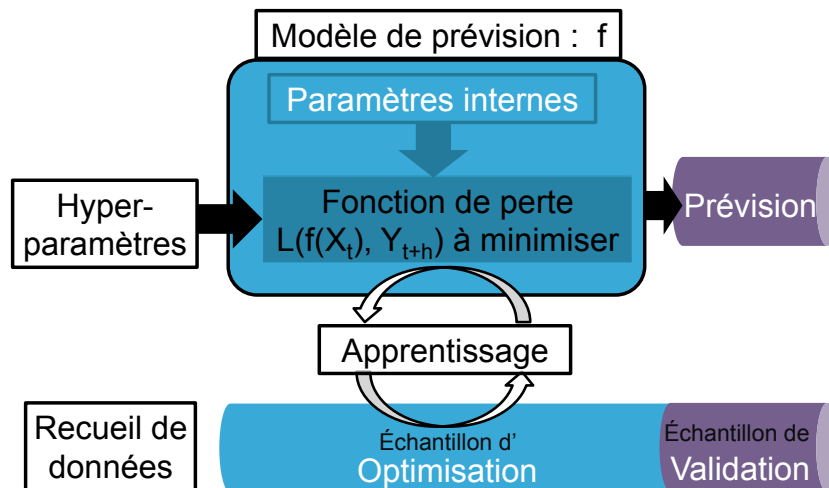 Modèle de prévision : f
Paramètres internes
Hyper-
paramètres
Fonction de perte
L(f(Xₜ), Yₜ₊ₕ) à minimiser
Prévision
Apprentissage
Recueil de
données
Échantillon d’
Optimisation
Échantillon de
Validation